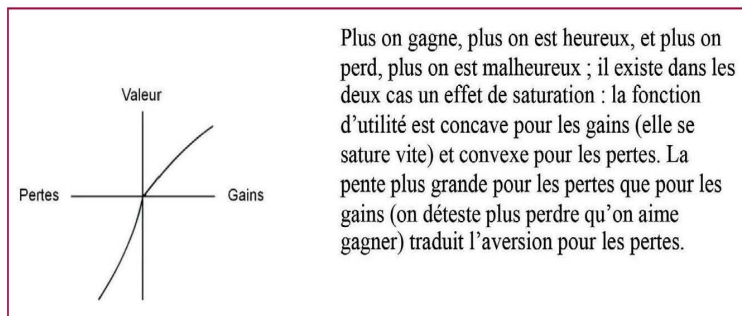 Plus on gagne, plus on est heureux, et plus on
perd, plus on est malheureux ; il existe dans les
deux cas un effet de saturation : la fonction
d’utilité est concave pour les gains (elle se
sature vite) et convexe pour les pertes. La
pente plus grande pour les pertes que pour les
gains (on déteste plus perdre qu’on aime
gagner) traduit l’aversion pour les pertes.
Valeur
Pertes
Gains